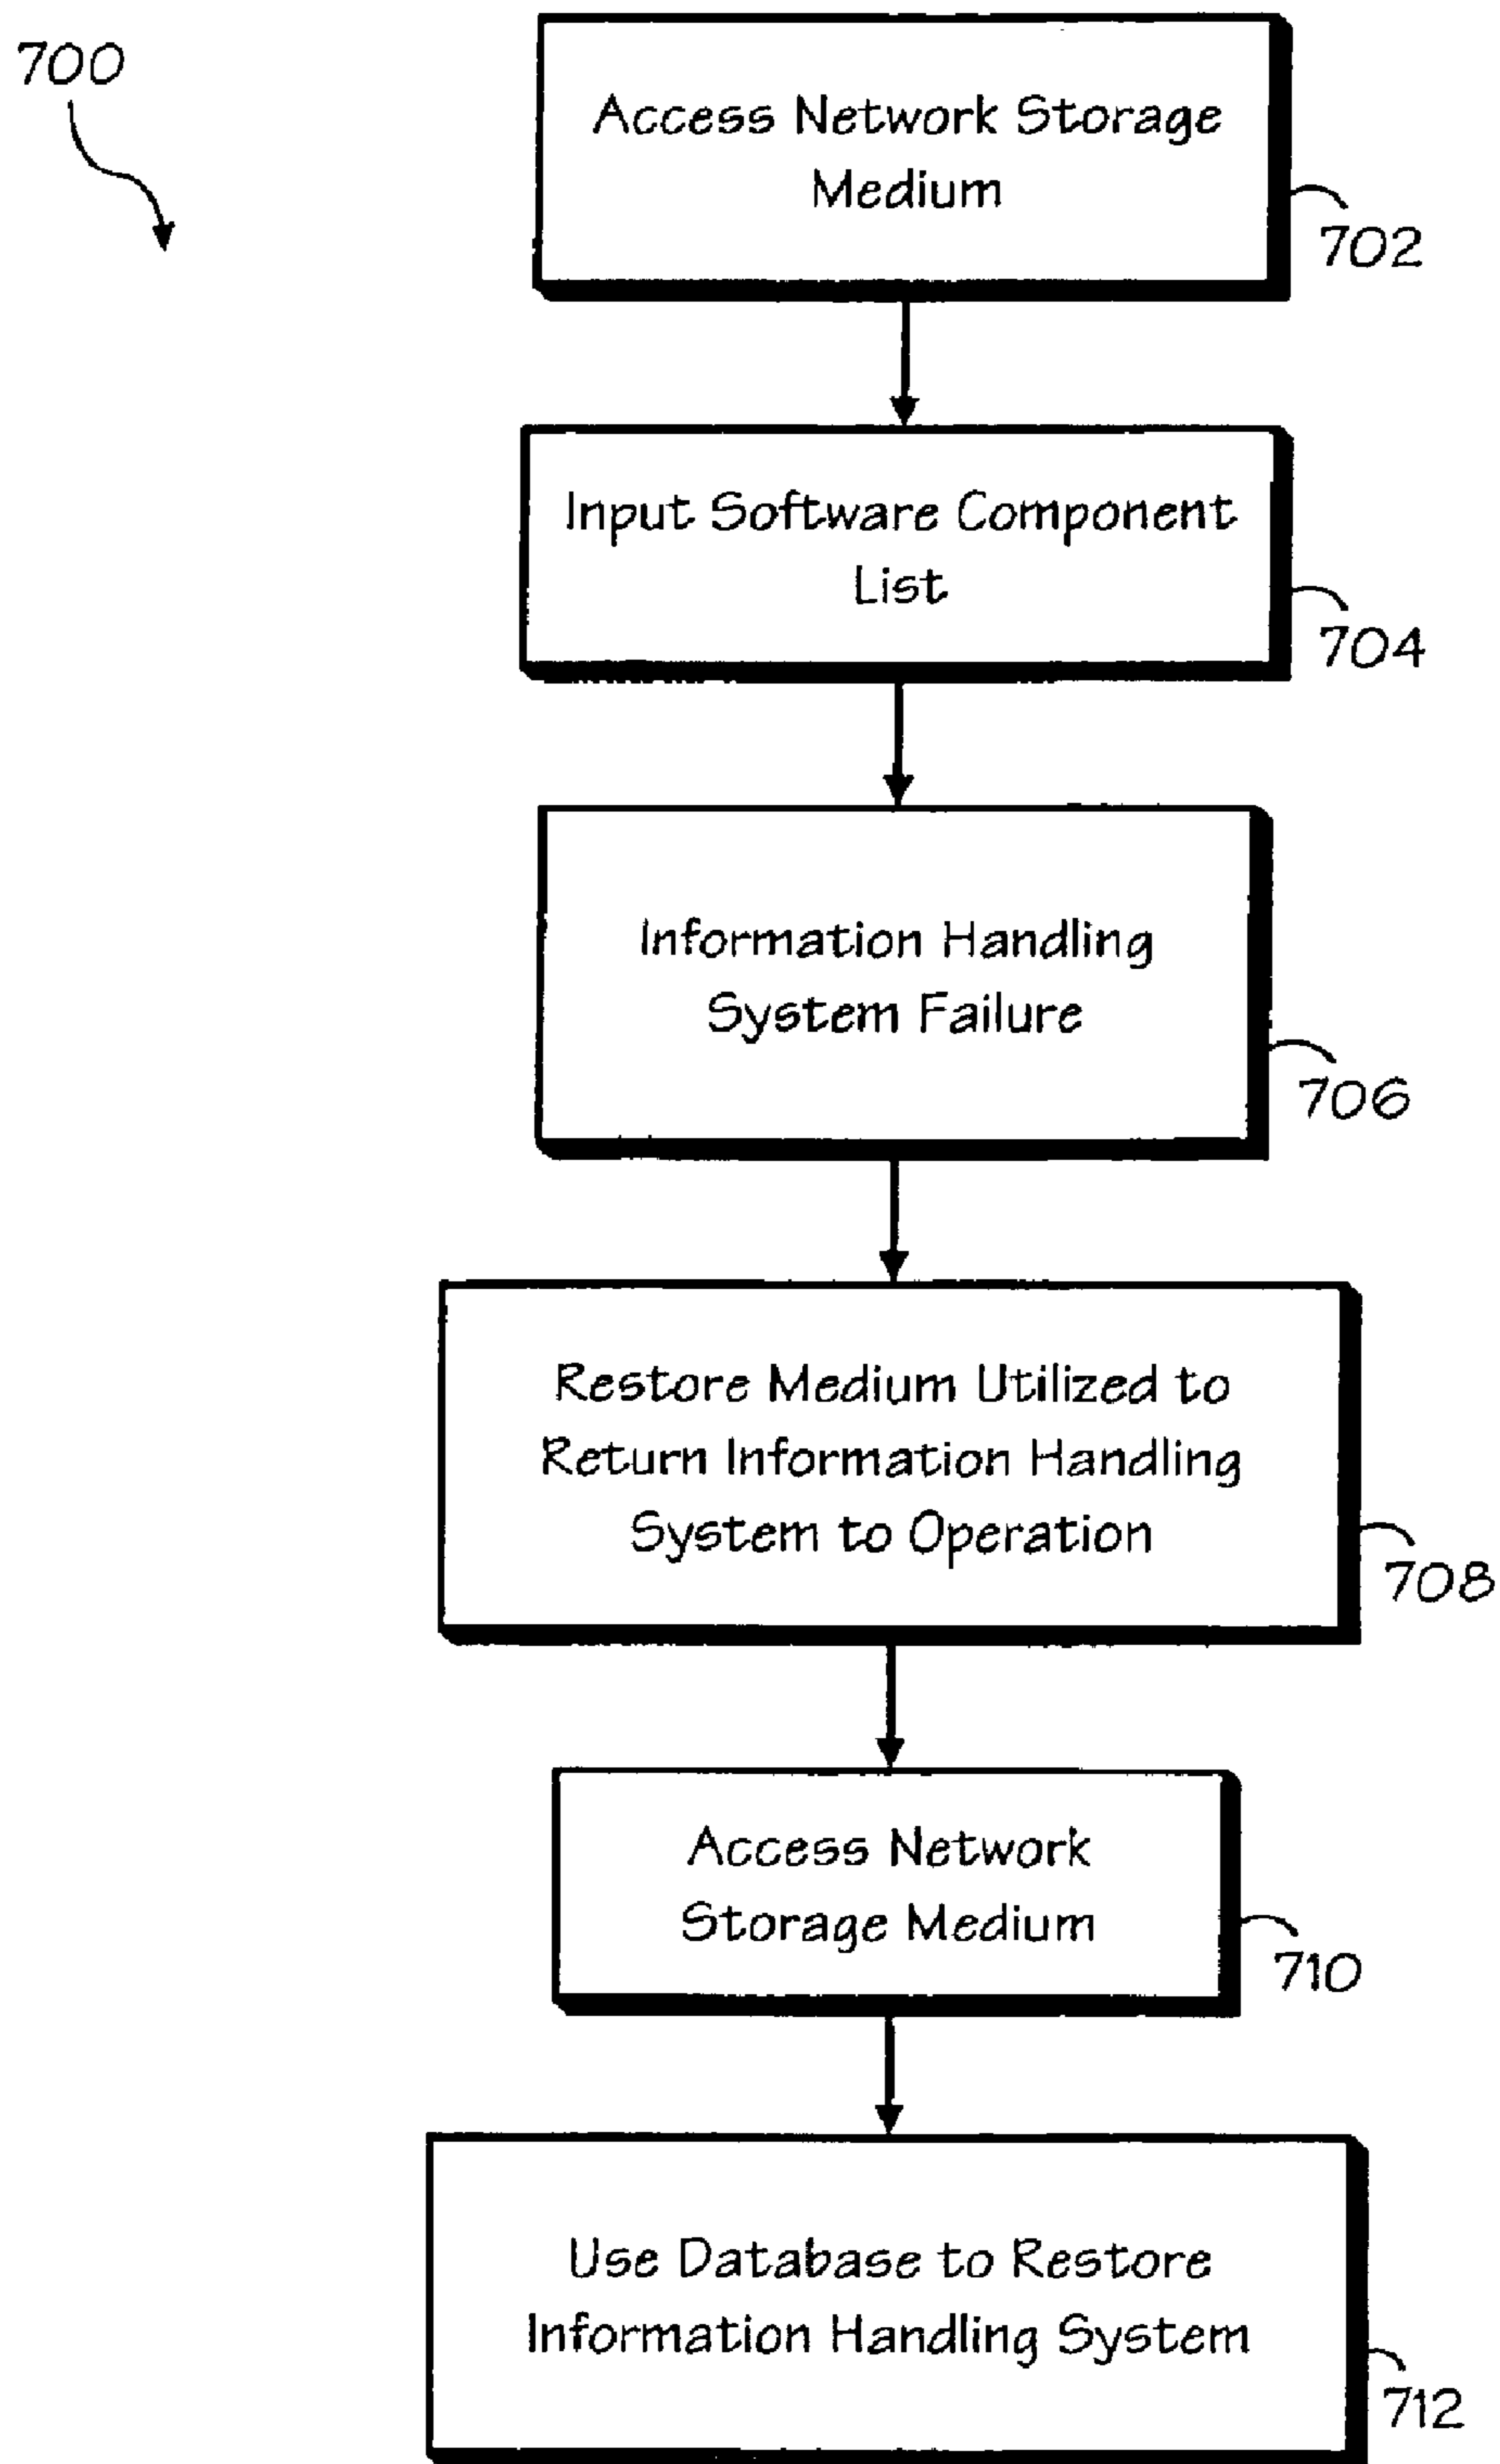 700
Access Network Storage
Medium
702
Input Software Component
List
704
Information Handling
System Failure
706
Restore Medium Utilized to
Return Information Handling
System to Operation
708
Access Network
Storage Medium
710
Use Database to Restore
Information Handling System
712